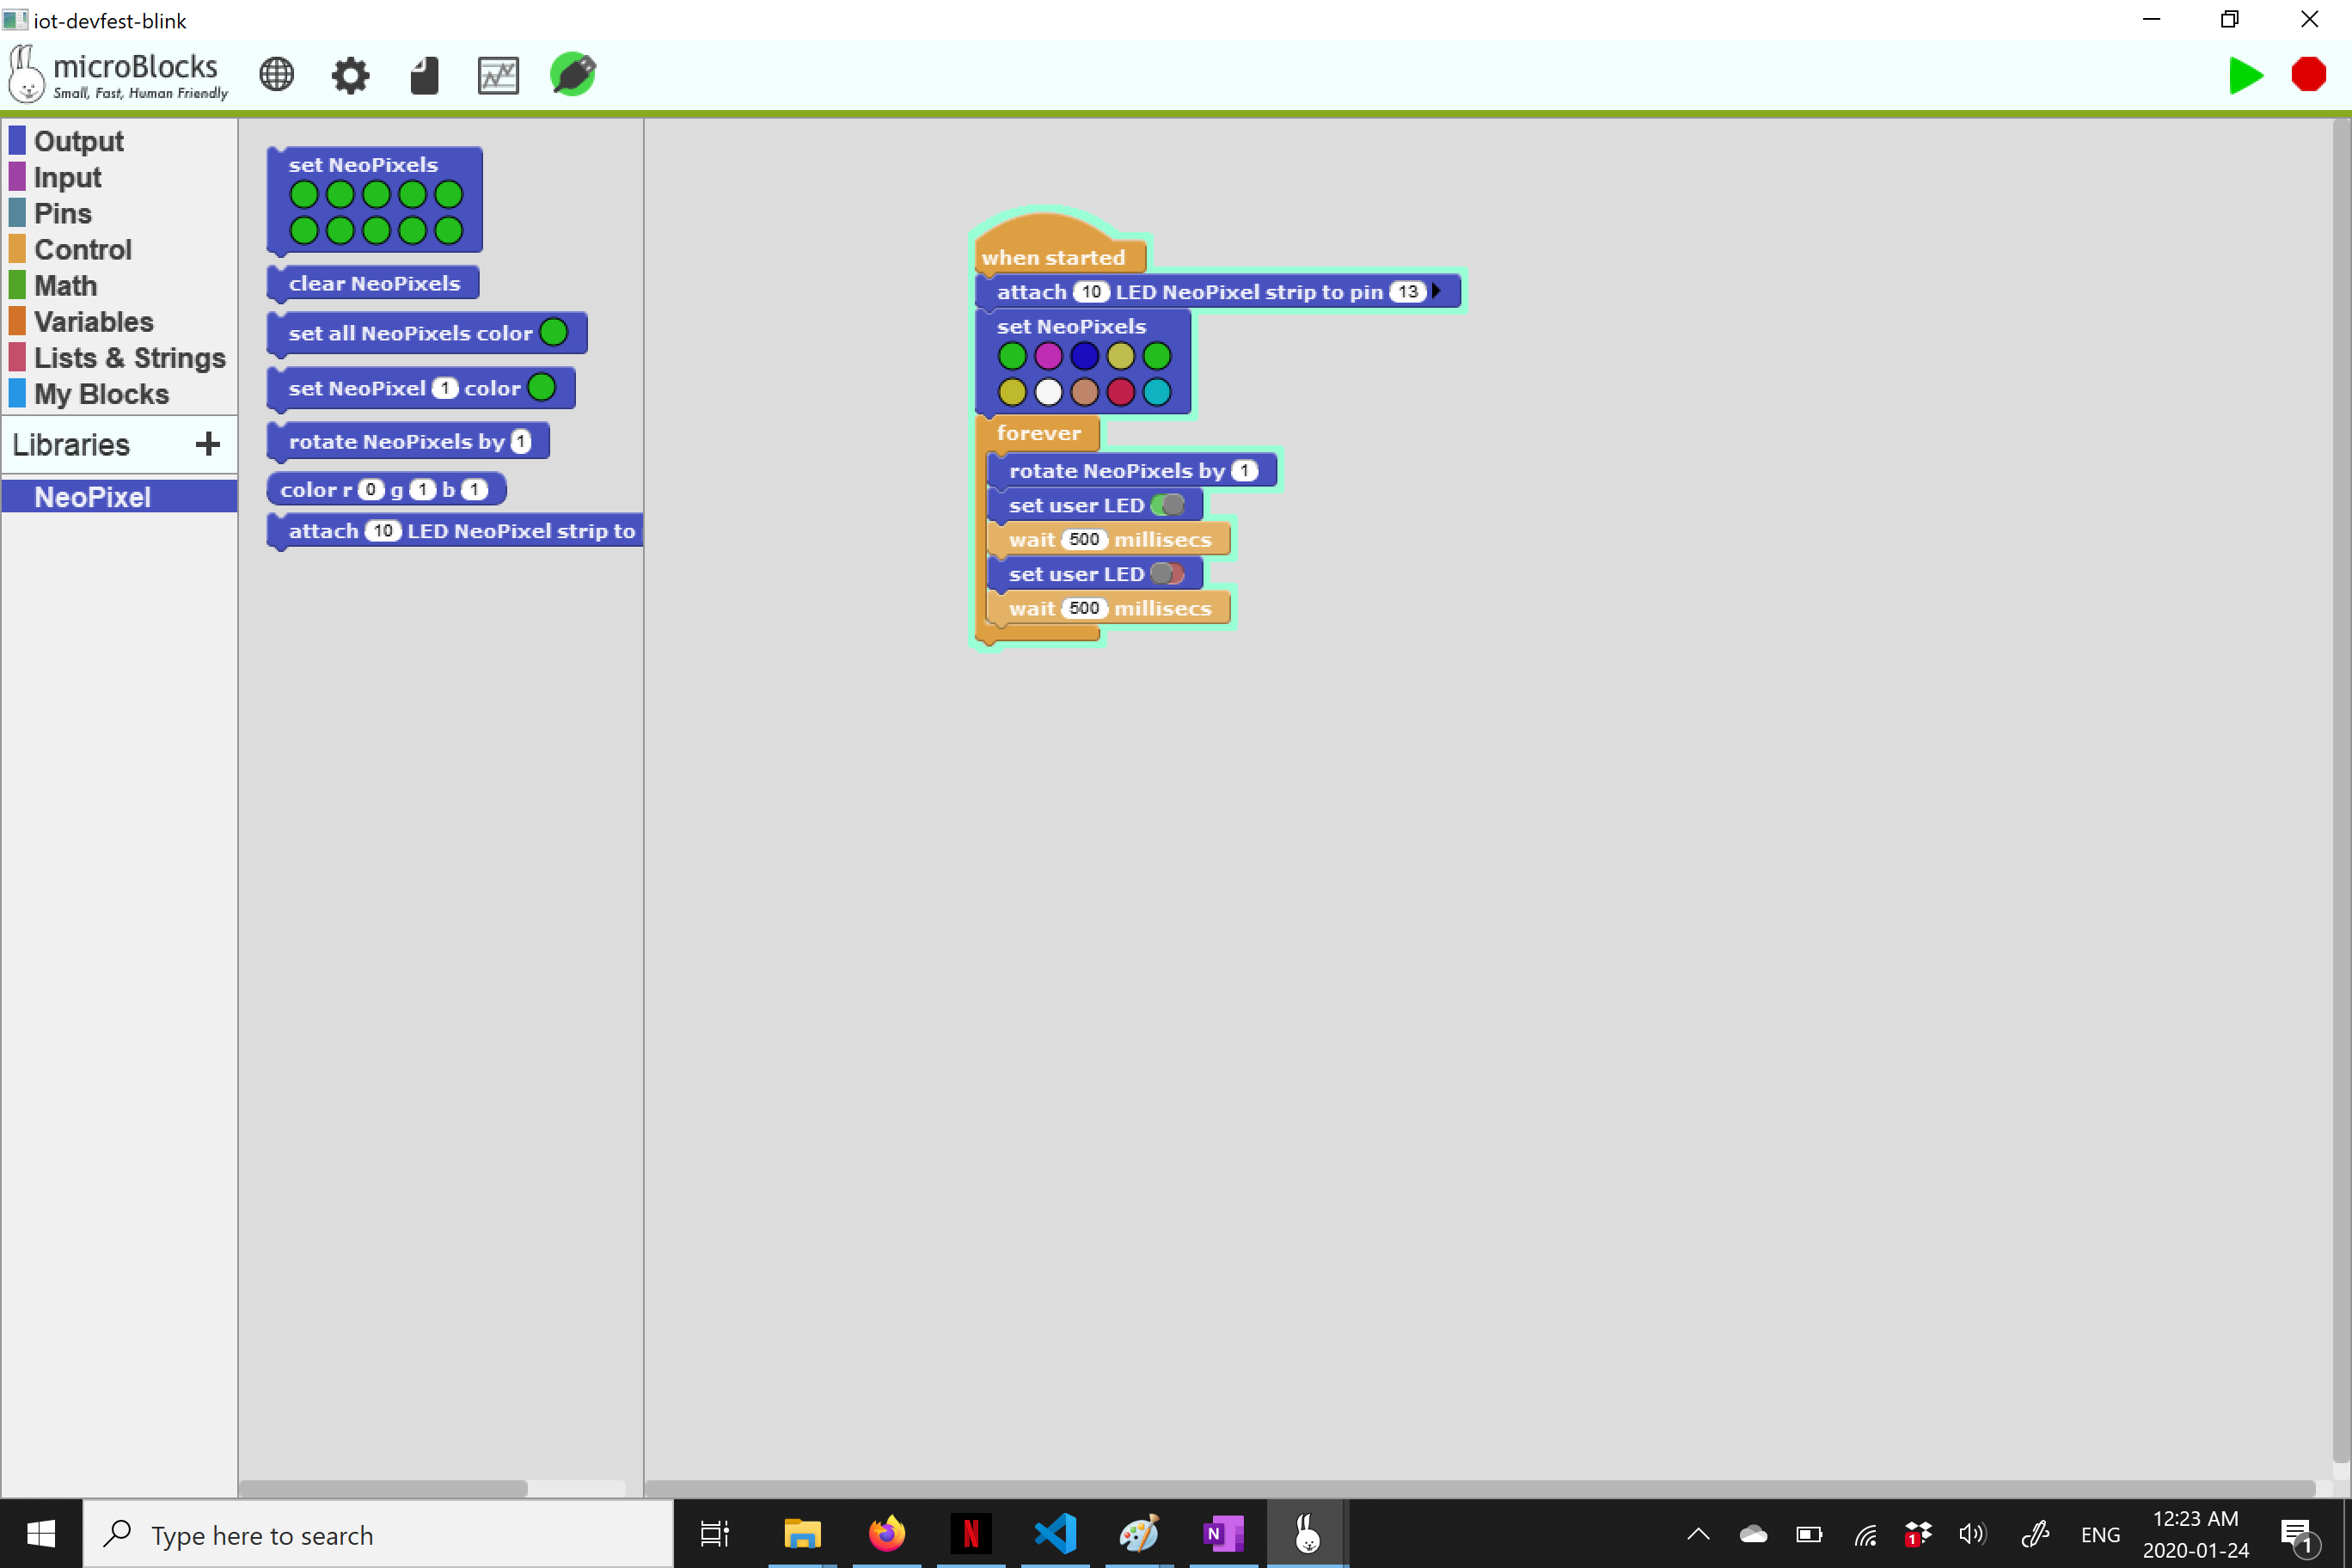 iot-devfest-blink
microBlocks
Small, Fast, Human Friendly
Output
Input
Pins
Control
Math
Variables
Lists & Strings
My Blocks
Libraries +
NeoPixel
set NeoPixels
clear NeoPixels
set all NeoPixels color
set NeoPixel 1 color
rotate NeoPixels by 1
color r 0 g 1 b 1
attach 10 LED NeoPixel strip to
when started
attach 10 LED NeoPixel strip to pin 13
set NeoPixels
forever
rotate NeoPixels by 1
set user LED
wait 500 millisecs
set user LED
wait 500 millisecs
Type here to search
N
N
1
ENG
12:23 AM
2020-01-24
1